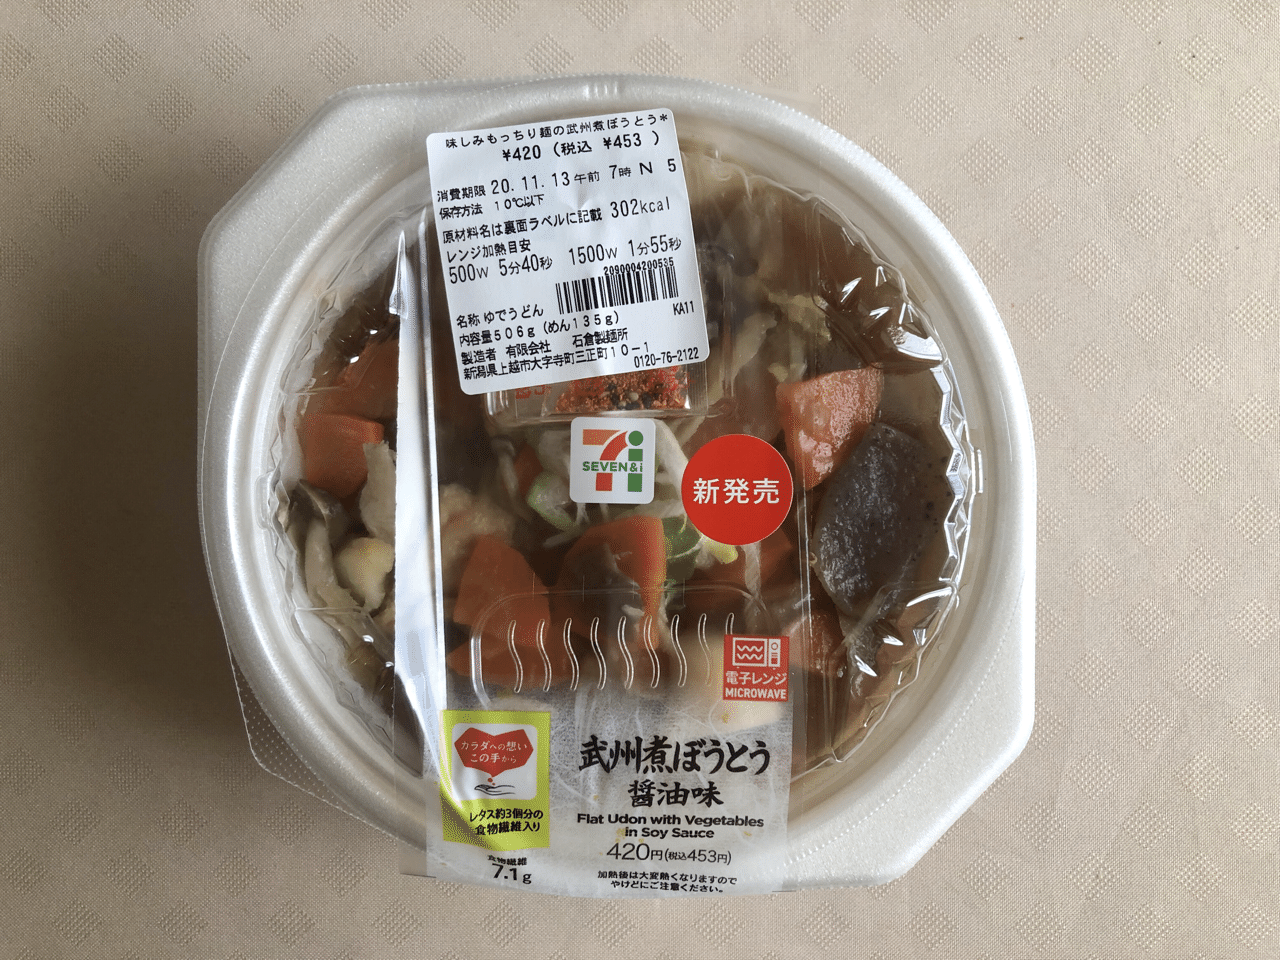 味しみもっちり麺の武州煮ぼうとう*
¥420 (税込 ¥453 )
消費期限 20.11.13 午前 7時 N 5
保存方法 10℃以下
原材料名は裏面ラベルに記載 302kcal
レンジ加熱目安
500W 5分40秒 1500W 1分55秒
2090004200535
名称 ゆでうどん
KA11
内容量506g (めん135g)
製造者 有限会社 石倉製麺所
新潟県上越市大字寺町三正町10-1
0120-76-2122
SEVEN&i
新発売
電子レンジ
MICROWAVE
カラダへの想い
この手から
レタス約3個分の
食物繊維入り
食物繊維
7.1g
武州煮ぼうとう
醤油味
Flat Udon with Vegetables
in Soy Sauce
420円(税込453円)
加熱後は大変熱くなりますので
やけどにご注意ください。